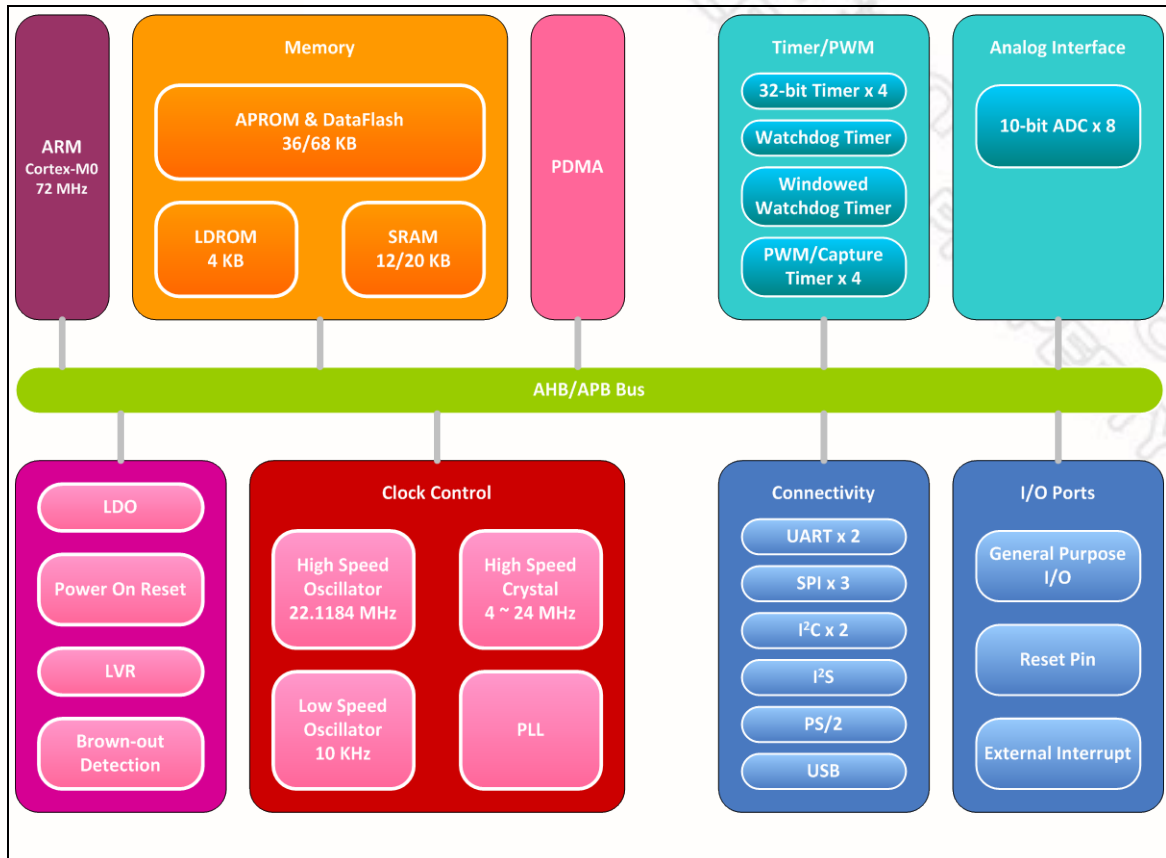 ARM
Cortex-M0
72 MHz
Memory
APROM & DataFlash
36/68 KB
LDROM
4 KB
SRAM
12/20 KB
PDMA
Timer/PWM
32-bit Timer x 4
Watchdog Timer
Windowed
Watchdog Timer
PWM/Capture
Timer x 4
Analog Interface
10-bit ADC x 8
AHB/APB Bus
LDO
Power On Reset
LVR
Brown-out
Detection
Clock Control
High Speed
Oscillator
22.1184 MHz
High Speed
Crystal
4 ~ 24 MHz
Low Speed
Oscillator
10 KHz
PLL
Connectivity
UART x 2
SPI x 3
I²C x 2
I²S
PS/2
USB
I/O Ports
General Purpose
I/O
Reset Pin
External Interrupt